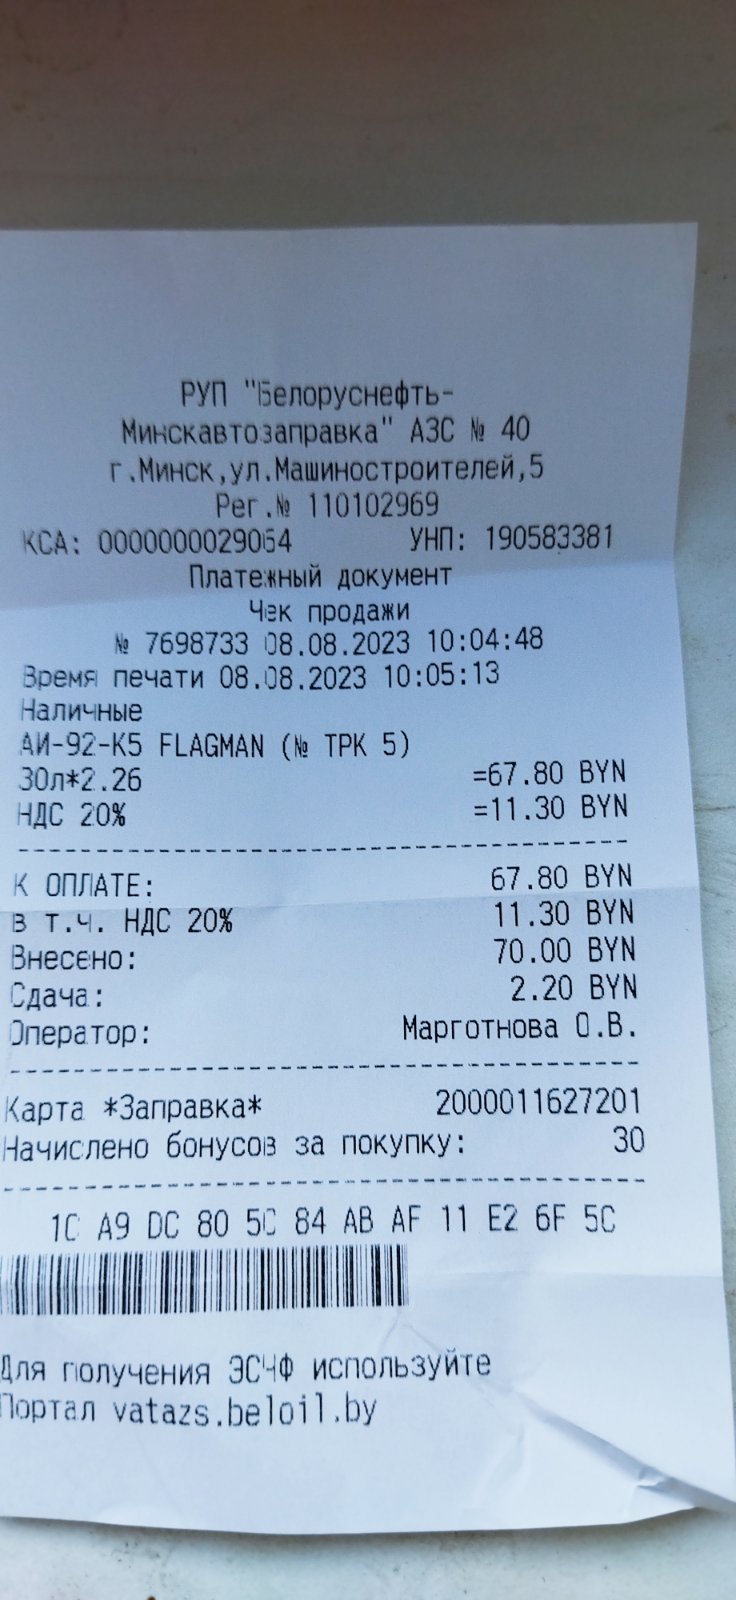 РУП "Белоруснефть-
Минскавтозаправка" АЗС № 40
г.Минск,ул.Машиностроителей,5
Рег.№ 110102969
КСА: 0000000029064 УНП: 190583381
Платежный документ
Чек продажи
№ 7698733 08.08.2023 10:04:48
Время печати 08.08.2023 10:05:13
Наличные
АИ-92-К5 FLAGMAN (№ ТРК 5)
30л*2.26 =67.80 BYN
НДС 20% =11.30 BYN
К ОПЛАТЕ: 67.80 BYN
в т.ч. НДС 20% 11.30 BYN
Внесено: 70.00 BYN
Сдача: 2.20 BYN
Оператор: Марготнова О.В.
Карта *Заправка* 2000011627201
Начислено бонусов за покупку: 30
1C A9 DC 80 5C 84 AB AF 11 E2 6F 5C
Для получения ЭСЧФ используйте
Портал vatazs.beloil.by